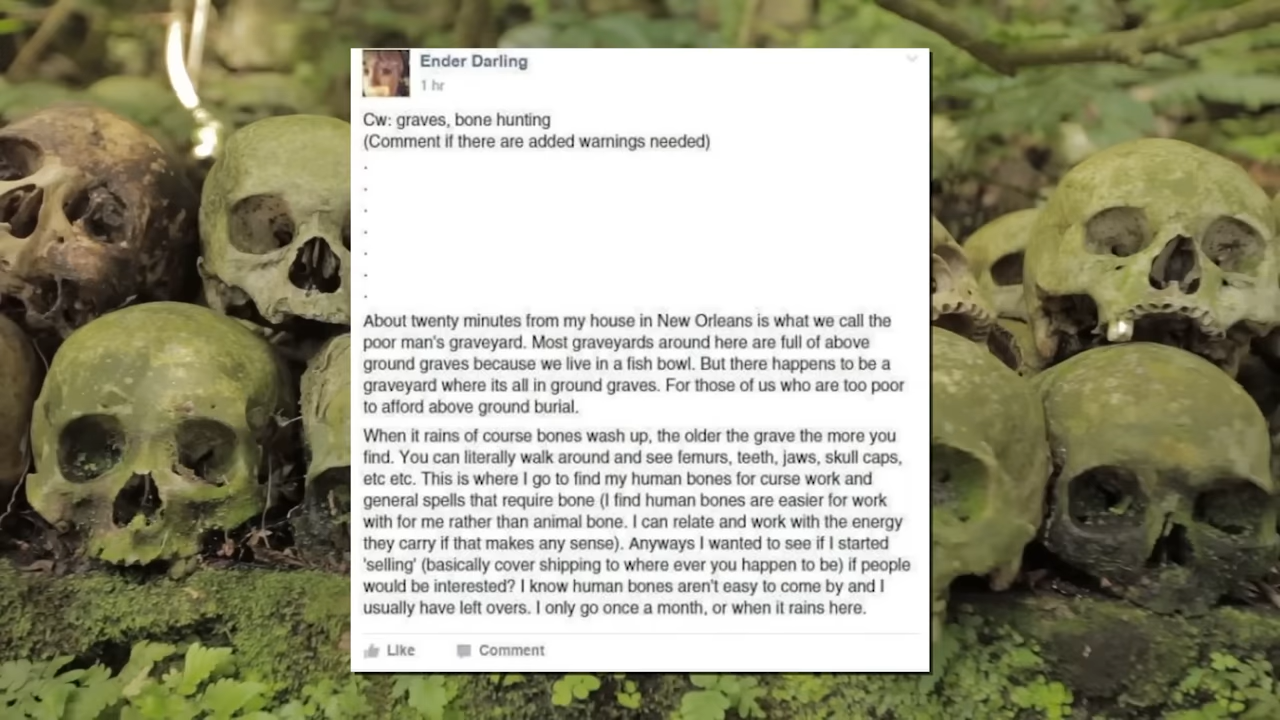 Ender Darling
1 hr
Cw: graves, bone hunting
(Comment if there are added warnings needed)
.
.
.
.
.
.
.
About twenty minutes from my house in New Orleans is what we call the
poor man's graveyard. Most graveyards around here are full of above
ground graves because we live in a fish bowl. But there happens to be a
graveyard where its all in ground graves. For those of us who are too poor
to afford above ground burial.
When it rains of course bones wash up, the older the grave the more you
find. You can literally walk around and see femurs, teeth, jaws, skull caps,
etc etc. This is where I go to find my human bones for curse work and
general spells that require bone (I find human bones are easier for work
with for me rather than animal bone. I can relate and work with the energy
they carry if that makes any sense). Anyways I wanted to see if I started
'selling' (basically cover shipping to where ever you happen to be) if people
would be interested? I know human bones aren't easy to come by and I
usually have left overs. I only go once a month, or when it rains here.
Like Comment